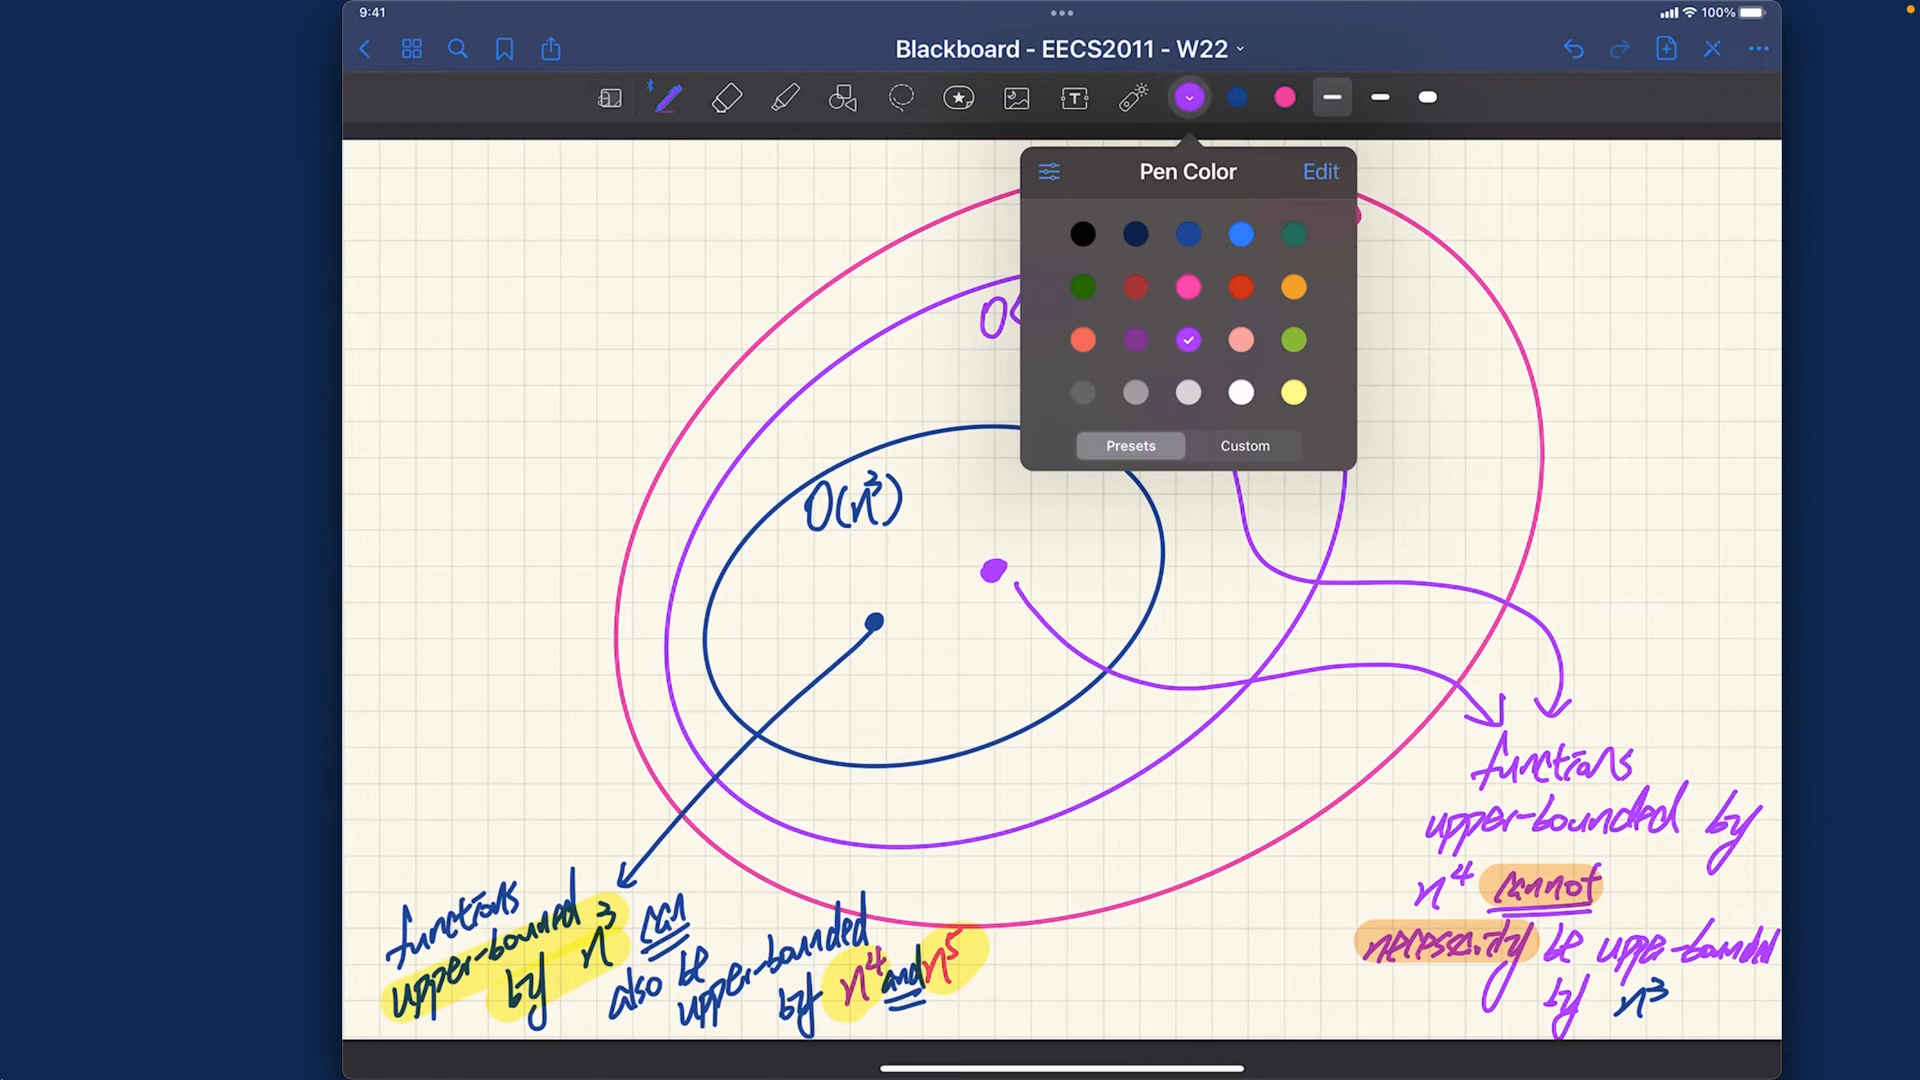 9:41
100%
Blackboard - EECS2011 - W22
Pen Color
Edit
Presets
Custom
O(
O(n³)
functions
upper-bounded
by n³ can
also be
upper-bounded
by n⁴ and n⁵
functions
upper-bounded by
n⁴ cannot
necessarily be upper-bounded
by n³